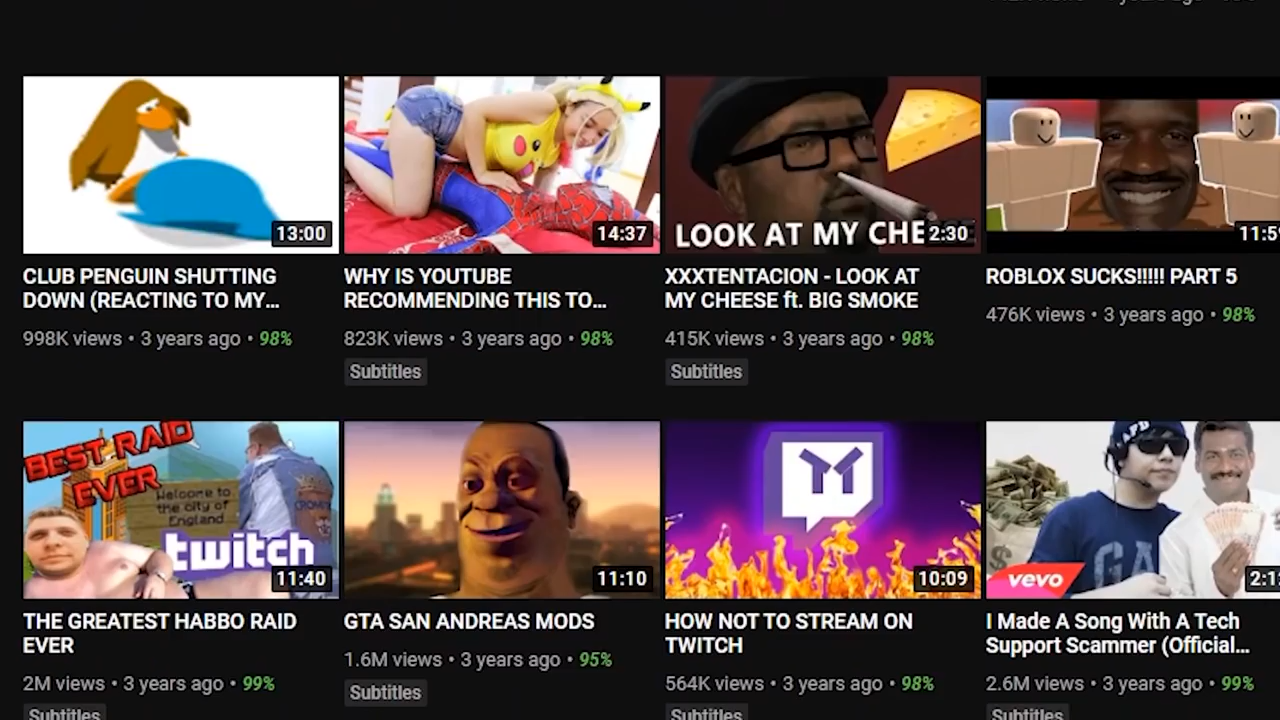 13:00
14:37
LOOK AT MY CHE
2:30
CLUB PENGUIN SHUTTING
DOWN (REACTING TO MY...
998K views • 3 years ago • 98%
WHY IS YOUTUBE
RECOMMENDING THIS TO...
823K views • 3 years ago • 98%
Subtitles
XXXTENTACION - LOOK AT
MY CHEESE ft. BIG SMOKE
415K views • 3 years ago • 98%
Subtitles
ROBLOX SUCKS!!!!! PART 5
476K views • 3 years ago • 98%
BEST RAID
EVER
Welcome to
the city of
England
twitch
11:40
11:10
10:09
GA
vevo
THE GREATEST HABBO RAID
EVER
2M views • 3 years ago • 99%
Subtitles
GTA SAN ANDREAS MODS
1.6M views • 3 years ago • 95%
Subtitles
HOW NOT TO STREAM ON
TWITCH
564K views • 3 years ago • 98%
Subtitles
I Made A Song With A Tech
Support Scammer (Official...
2.6M views • 3 years ago • 99%
Subtitles